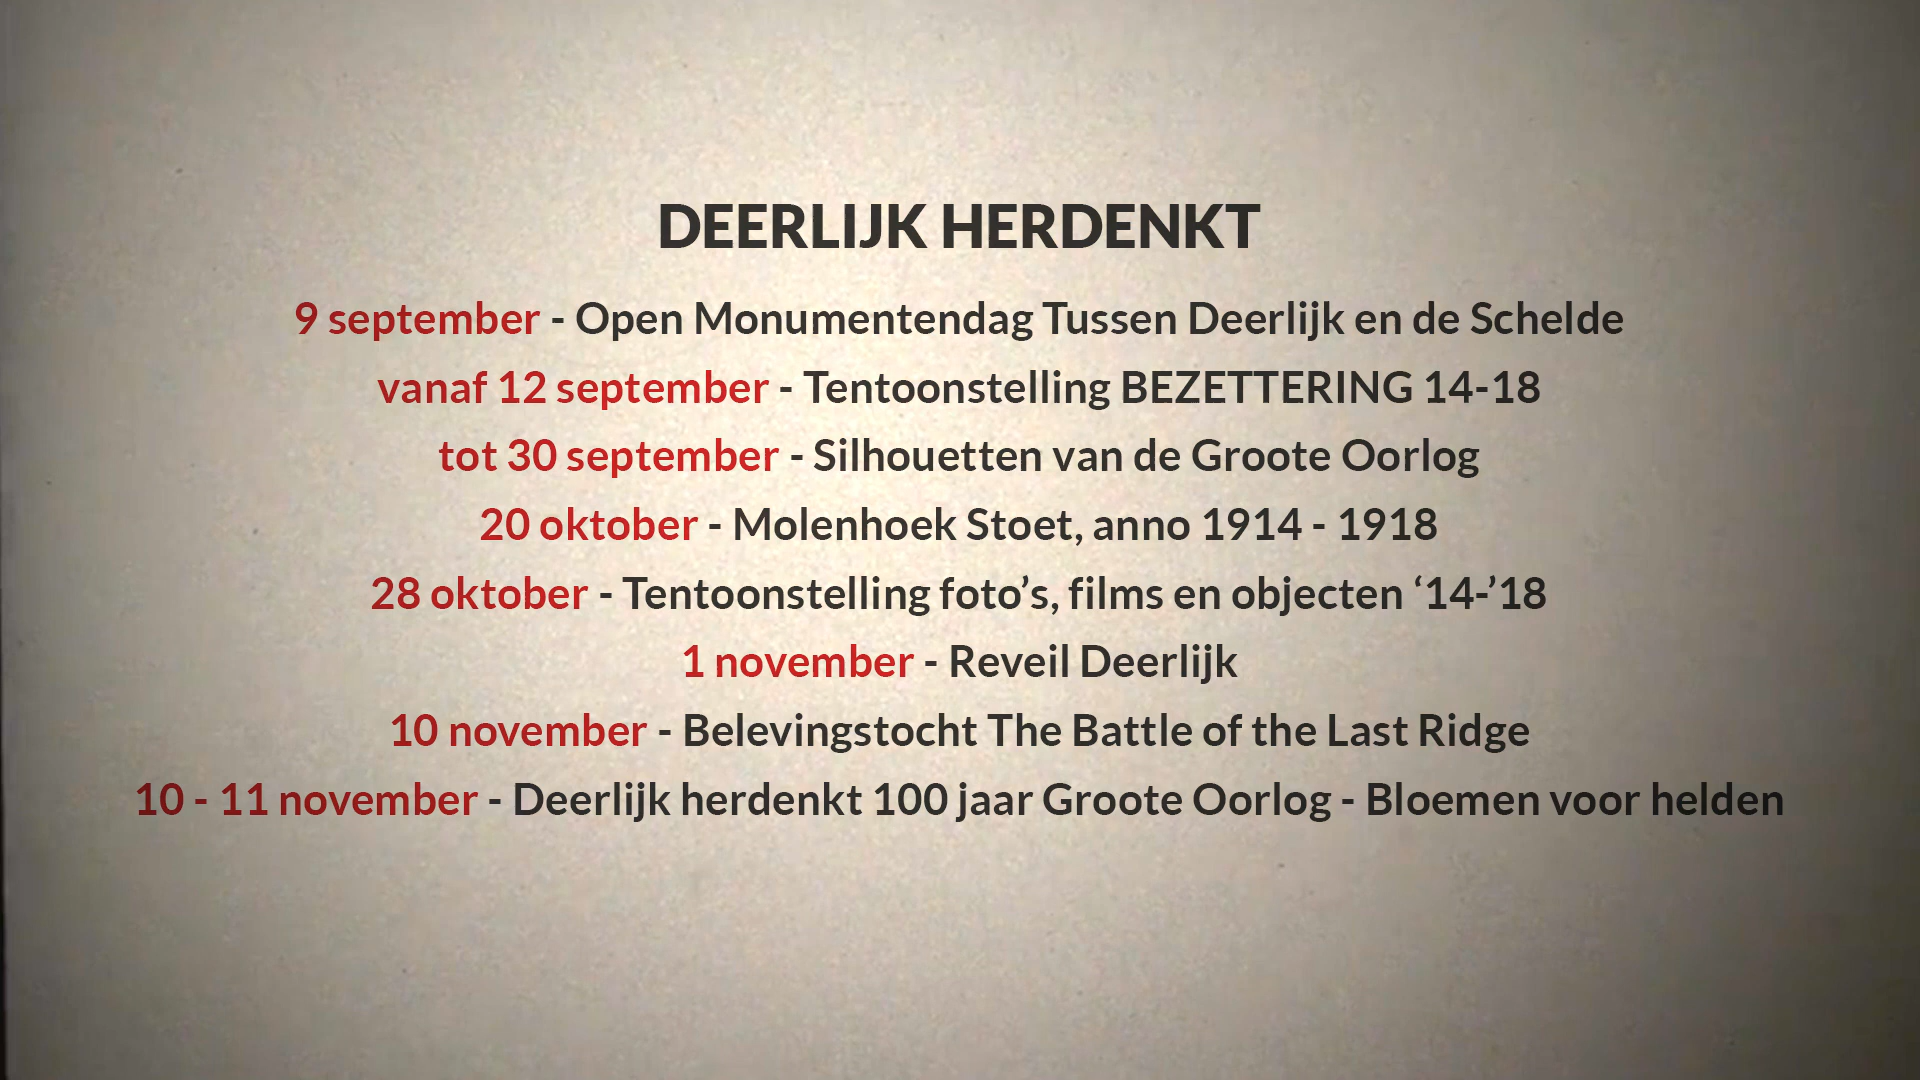 DEERLIJK HERDENKT
9 september - Open Monumentendag Tussen Deerlijk en de Schelde
vanaf 12 september - Tentoonstelling BEZETTERING 14-18
tot 30 september - Silhouetten van de Groote Oorlog
20 oktober - Molenhoek Stoet, anno 1914 - 1918
28 oktober - Tentoonstelling foto’s, films en objecten ‘14-’18
1 november - Reveil Deerlijk
10 november - Belevingstocht The Battle of the Last Ridge
10 - 11 november - Deerlijk herdenkt 100 jaar Groote Oorlog - Bloemen voor helden